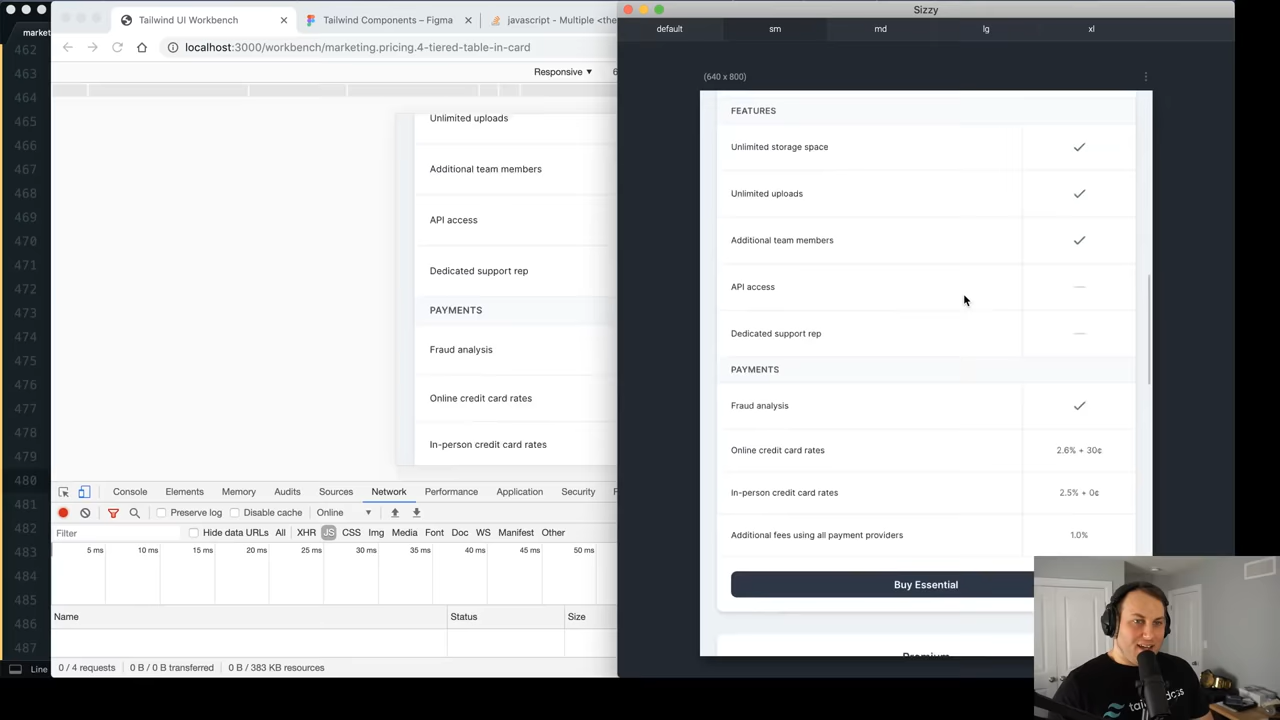 Tailwind UI Workbench
Tailwind Components – Figma
javascript - Multiple <the
Sizzy
market
default
sm
md
lg
xl
localhost:3000/workbench/marketing.pricing.4-tiered-table-in-card
Responsive
6
(640 x 800)
462
463
464
465
466
467
468
469
470
471
472
473
474
475
476
477
478
479
480
481
482
483
484
485
486
487
Line
Unlimited uploads
Additional team members
API access
Dedicated support rep
PAYMENTS
Fraud analysis
Online credit card rates
In-person credit card rates
FEATURES
Unlimited storage space
Unlimited uploads
Additional team members
API access
Dedicated support rep
PAYMENTS
Fraud analysis
Online credit card rates 2.6% + 30¢
In-person credit card rates 2.5% + 0¢
Additional fees using all payment providers 1.0%
Buy Essential
Premium
Console Elements Memory Audits Sources Network Performance Application Security
Preserve log Disable cache Online
Filter Hide data URLs All XHR JS CSS Img Media Font Doc WS Manifest Other
5 ms 10 ms 15 ms 20 ms 25 ms 30 ms 35 ms 40 ms 45 ms 50 ms
Name Status Size
0 / 4 requests 0 B / 0 B transferred 0 B / 383 KB resources